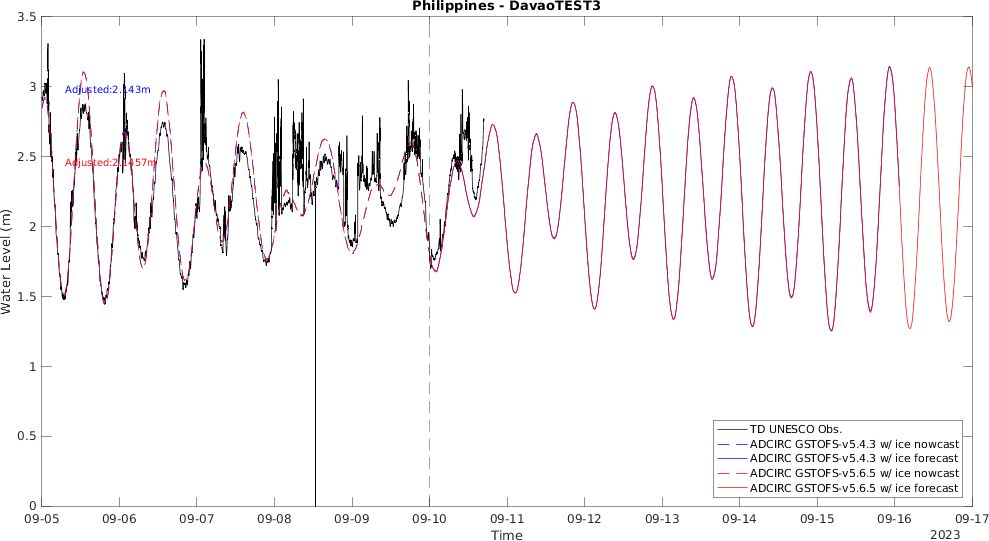 Philippines - DavaoTEST3
Water Level (m)
3.5
3
2.5
2
1.5
1
0.5
0
Adjusted:2.143m
Adjusted:2.1457m
TD UNESCO Obs.
ADCIRC GSTOFS-v5.4.3 w/ ice nowcast
ADCIRC GSTOFS-v5.4.3 w/ ice forecast
ADCIRC GSTOFS-v5.6.5 w/ ice nowcast
ADCIRC GSTOFS-v5.6.5 w/ ice forecast
09-05 09-06 09-07 09-08 09-09 09-10 09-11 09-12 09-13 09-14 09-15 09-16 09-17
Time
2023